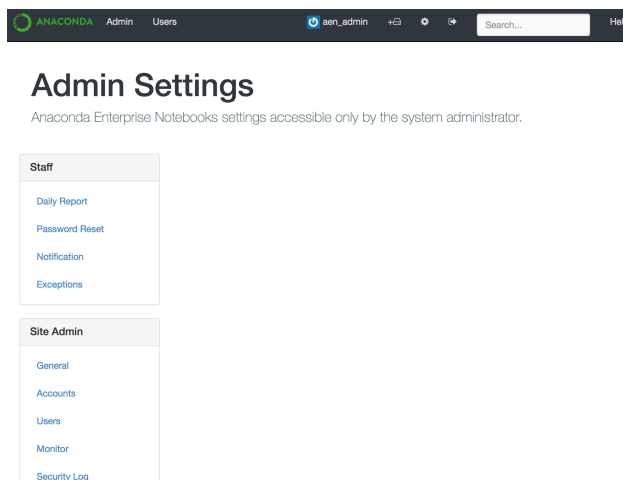 ANACONDA Admin Users aen_admin Search...
Admin Settings
Anaconda Enterprise Notebooks settings accessible only by the system administrator.
Staff
Daily Report
Password Reset
Notification
Exceptions
Site Admin
General
Accounts
Users
Monitor
Security Log